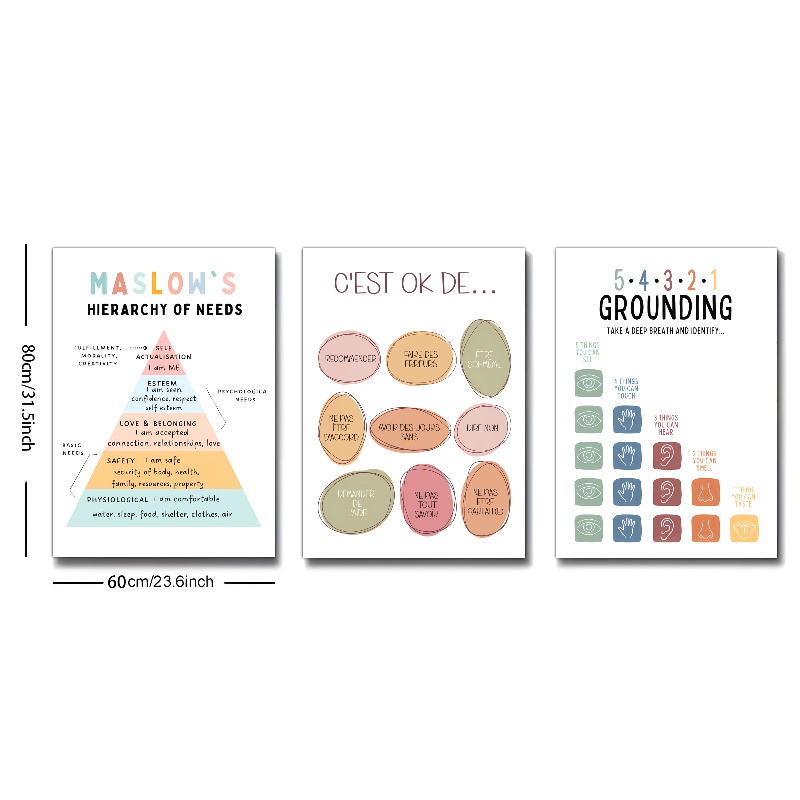 80cm/31.5inch
60cm/23.6inch
MASLOW`S
HIERARCHY OF NEEDS
FULFILLMENT,
MORALITY,
CREATIVITY
SELF
ACTUALISATION
I am ME
ESTEEM
I am seen
confidence, respect
self esteem
PSYCHOLOGICA
NEEDS
LOVE & BELONGING
I am accepted
connection, relationships, love
BASIC
NEEDS
SAFETY I am safe
security of body, health,
family, resources, property
PHYSIOLOGICAL I am comfortable
water, sleep, food, shelter, clothes, air
C'EST OK DE...
RECOMMENCER
FAIRE DES
ERREURS
ÊTRE
NE PAS
ÊTRE
D'ACCORD
AVOIR DES JOURS
SANS
DIRE NON
DEMANDER
DE
NE PAS
TOUT
SAVOIR
NE PAS
ÊTRE
5·4·3·2·1
GROUNDING
TAKE A DEEP BREATH AND IDENTIFY...
5 THINGS
YOU CAN
SEE
4 THINGS
YOU CAN
TOUCH
3 THINGS
YOU CAN
HEAR
2 THINGS
YOU CAN
SMELL
1 THING
YOU CAN
TASTE